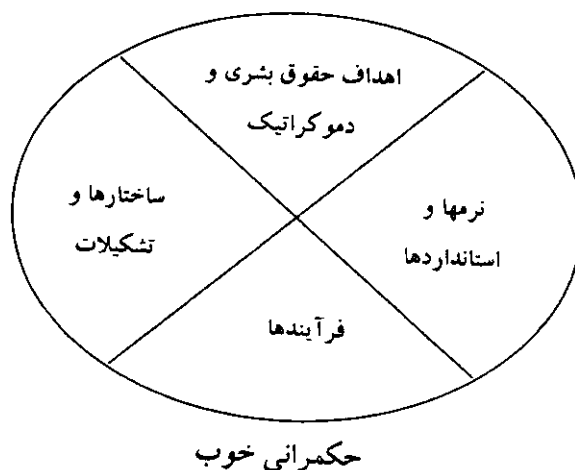 اهداف حقوق بشری و
دموکراتیک
نرمها و
استانداردها
ساختارها و
تشکیلات
فرآیندها
حکمرانی خوب